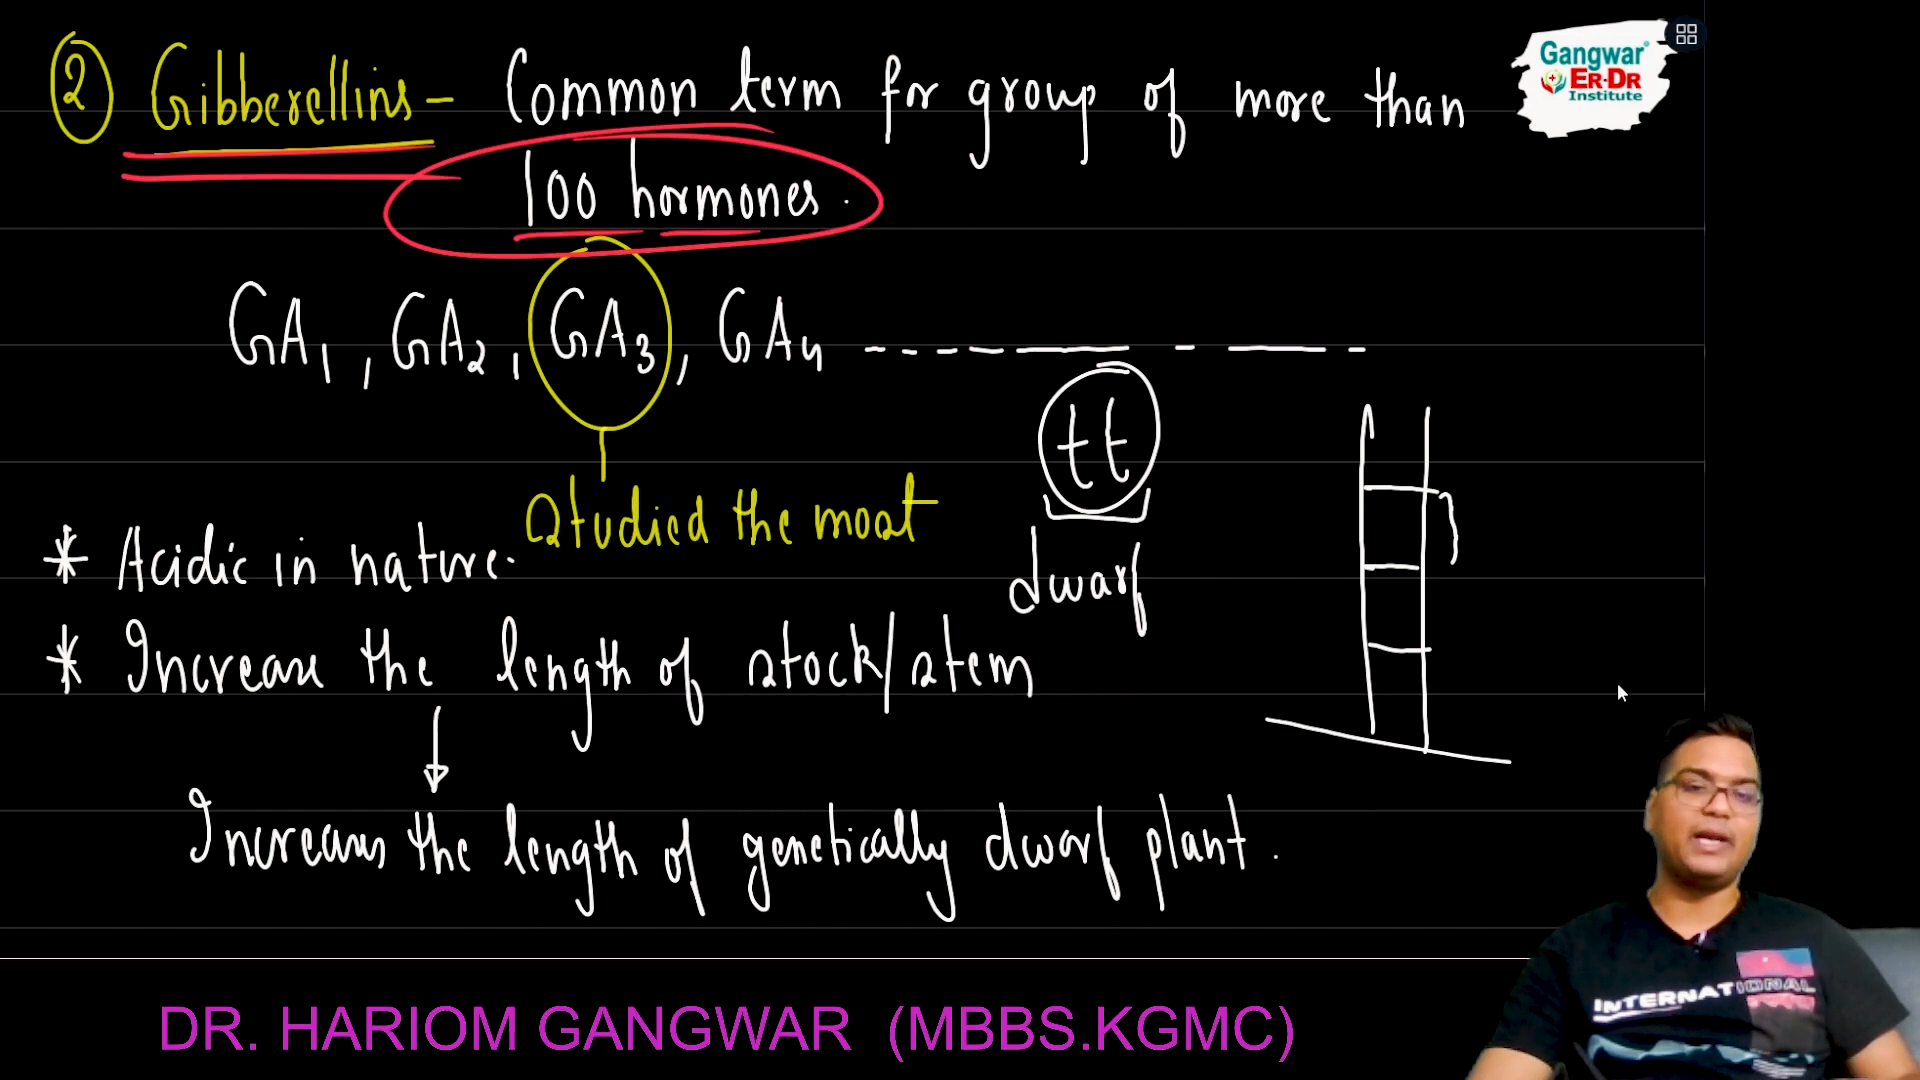 ② Gibberellins - Common term for group of more than
100 hormones.
GA1, GA2, GA3, GA4 -----------
Studied the most
tt
dwarf
* Acidic in nature.
* Increase the length of stock/stem
Increases the length of genetically dwarf plant.
Gangwar
ER-DR
Institute
INTERNATIONAL
DR. HARIOM GANGWAR (MBBS.KGMC)